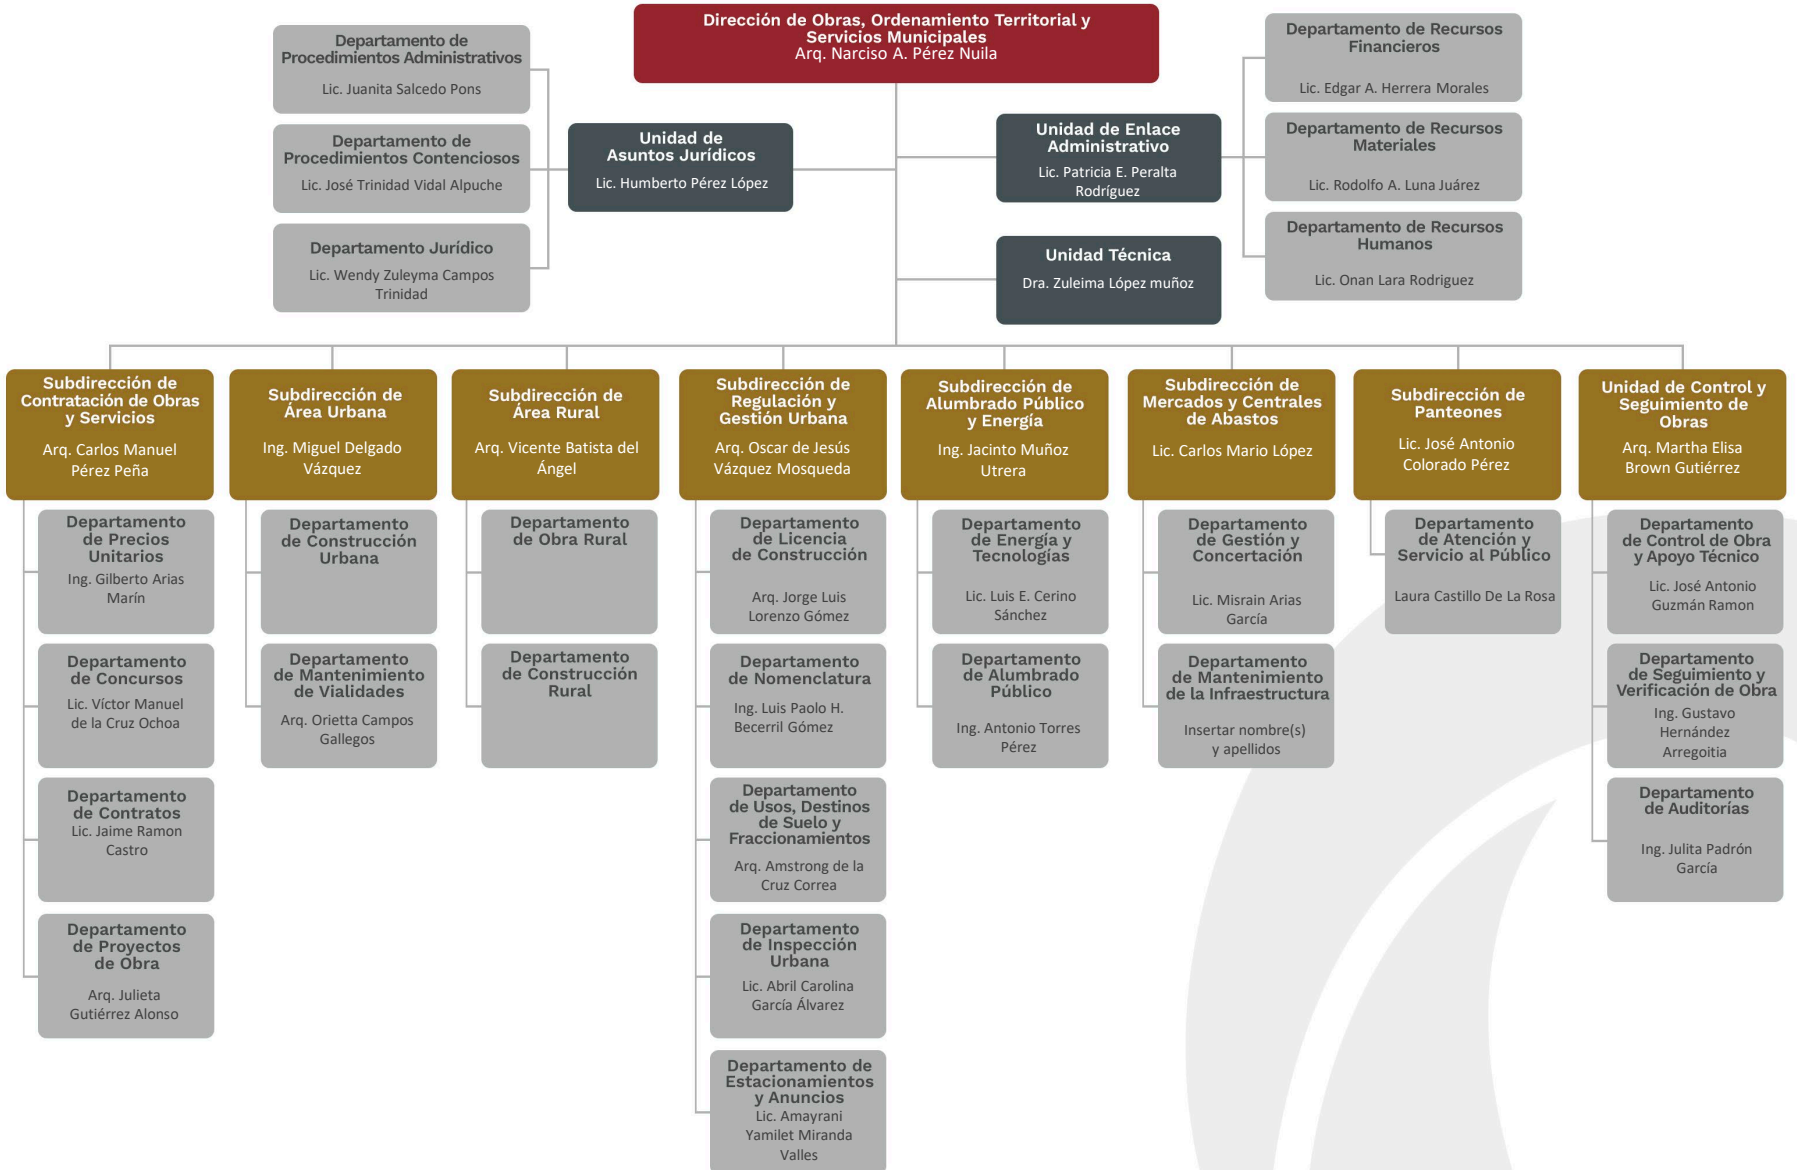 Dirección de Obras, Ordenamiento Territorial y
Servicios Municipales
Arq. Narciso A. Pérez Nuila
Departamento de
Procedimientos Administrativos
Lic. Juanita Salcedo Pons
Departamento de
Procedimientos Contenciosos
Lic. José Trinidad Vidal Alpuche
Departamento Jurídico
Lic. Wendy Zuleyma Campos
Trinidad
Unidad de
Asuntos Jurídicos
Lic. Humberto Pérez López
Unidad de Enlace
Administrativo
Lic. Patricia E. Peralta
Rodríguez
Unidad Técnica
Dra. Zuleima López muñoz
Departamento de Recursos
Financieros
Lic. Edgar A. Herrera Morales
Departamento de Recursos
Materiales
Lic. Rodolfo A. Luna Juárez
Departamento de Recursos
Humanos
Lic. Onan Lara Rodriguez
Subdirección de
Contratación de Obras
y Servicios
Arq. Carlos Manuel
Pérez Peña
Departamento
de Precios
Unitarios
Ing. Gilberto Arias
Marín
Departamento
de Concursos
Lic. Víctor Manuel
de la Cruz Ochoa
Departamento
de Contratos
Lic. Jaime Ramon
Castro
Departamento
de Proyectos
de Obra
Arq. Julieta
Gutiérrez Alonso
Subdirección de
Área Urbana
Ing. Miguel Delgado
Vázquez
Departamento
de Construcción
Urbana
Departamento
de Mantenimiento
de Vialidades
Arq. Orietta Campos
Gallegos
Subdirección de
Área Rural
Arq. Vicente Batista del
Ángel
Departamento
de Obra Rural
Departamento
de Construcción
Rural
Subdirección de
Regulación y
Gestión Urbana
Arq. Oscar de Jesús
Vázquez Mosqueda
Departamento
de Licencia
de Construcción
Arq. Jorge Luis
Lorenzo Gómez
Departamento
de Nomenclatura
Ing. Luis Paolo H.
Becerril Gómez
Departamento
de Usos, Destinos
de Suelo y
Fraccionamientos
Arq. Amstrong de la
Cruz Correa
Departamento
de Inspección
Urbana
Lic. Abril Carolina
García Álvarez
Departamento de
Estacionamientos
y Anuncios
Lic. Amayrani
Yamilet Miranda
Valles
Subdirección de
Alumbrado Público
y Energía
Ing. Jacinto Muñoz
Utrera
Departamento
de Energía y
Tecnologías
Lic. Luis E. Cerino
Sánchez
Departamento
de Alumbrado
Público
Ing. Antonio Torres
Pérez
Subdirección de
Mercados y Centrales
de Abastos
Lic. Carlos Mario López
Departamento
de Gestión y
Concertación
Lic. Misrain Arias
García
Departamento
de Mantenimiento
de la Infraestructura
Insertar nombre(s)
y apellidos
Subdirección de
Panteones
Lic. José Antonio
Colorado Pérez
Departamento
de Atención y
Servicio al Público
Laura Castillo De La Rosa
Unidad de Control y
Seguimiento de
Obras
Arq. Martha Elisa
Brown Gutiérrez
Departamento
de Control de Obra
y Apoyo Técnico
Lic. José Antonio
Guzmán Ramon
Departamento
de Seguimiento y
Verificación de Obra
Ing. Gustavo
Hernández
Arregoitia
Departamento
de Auditorías
Ing. Julita Padrón
García